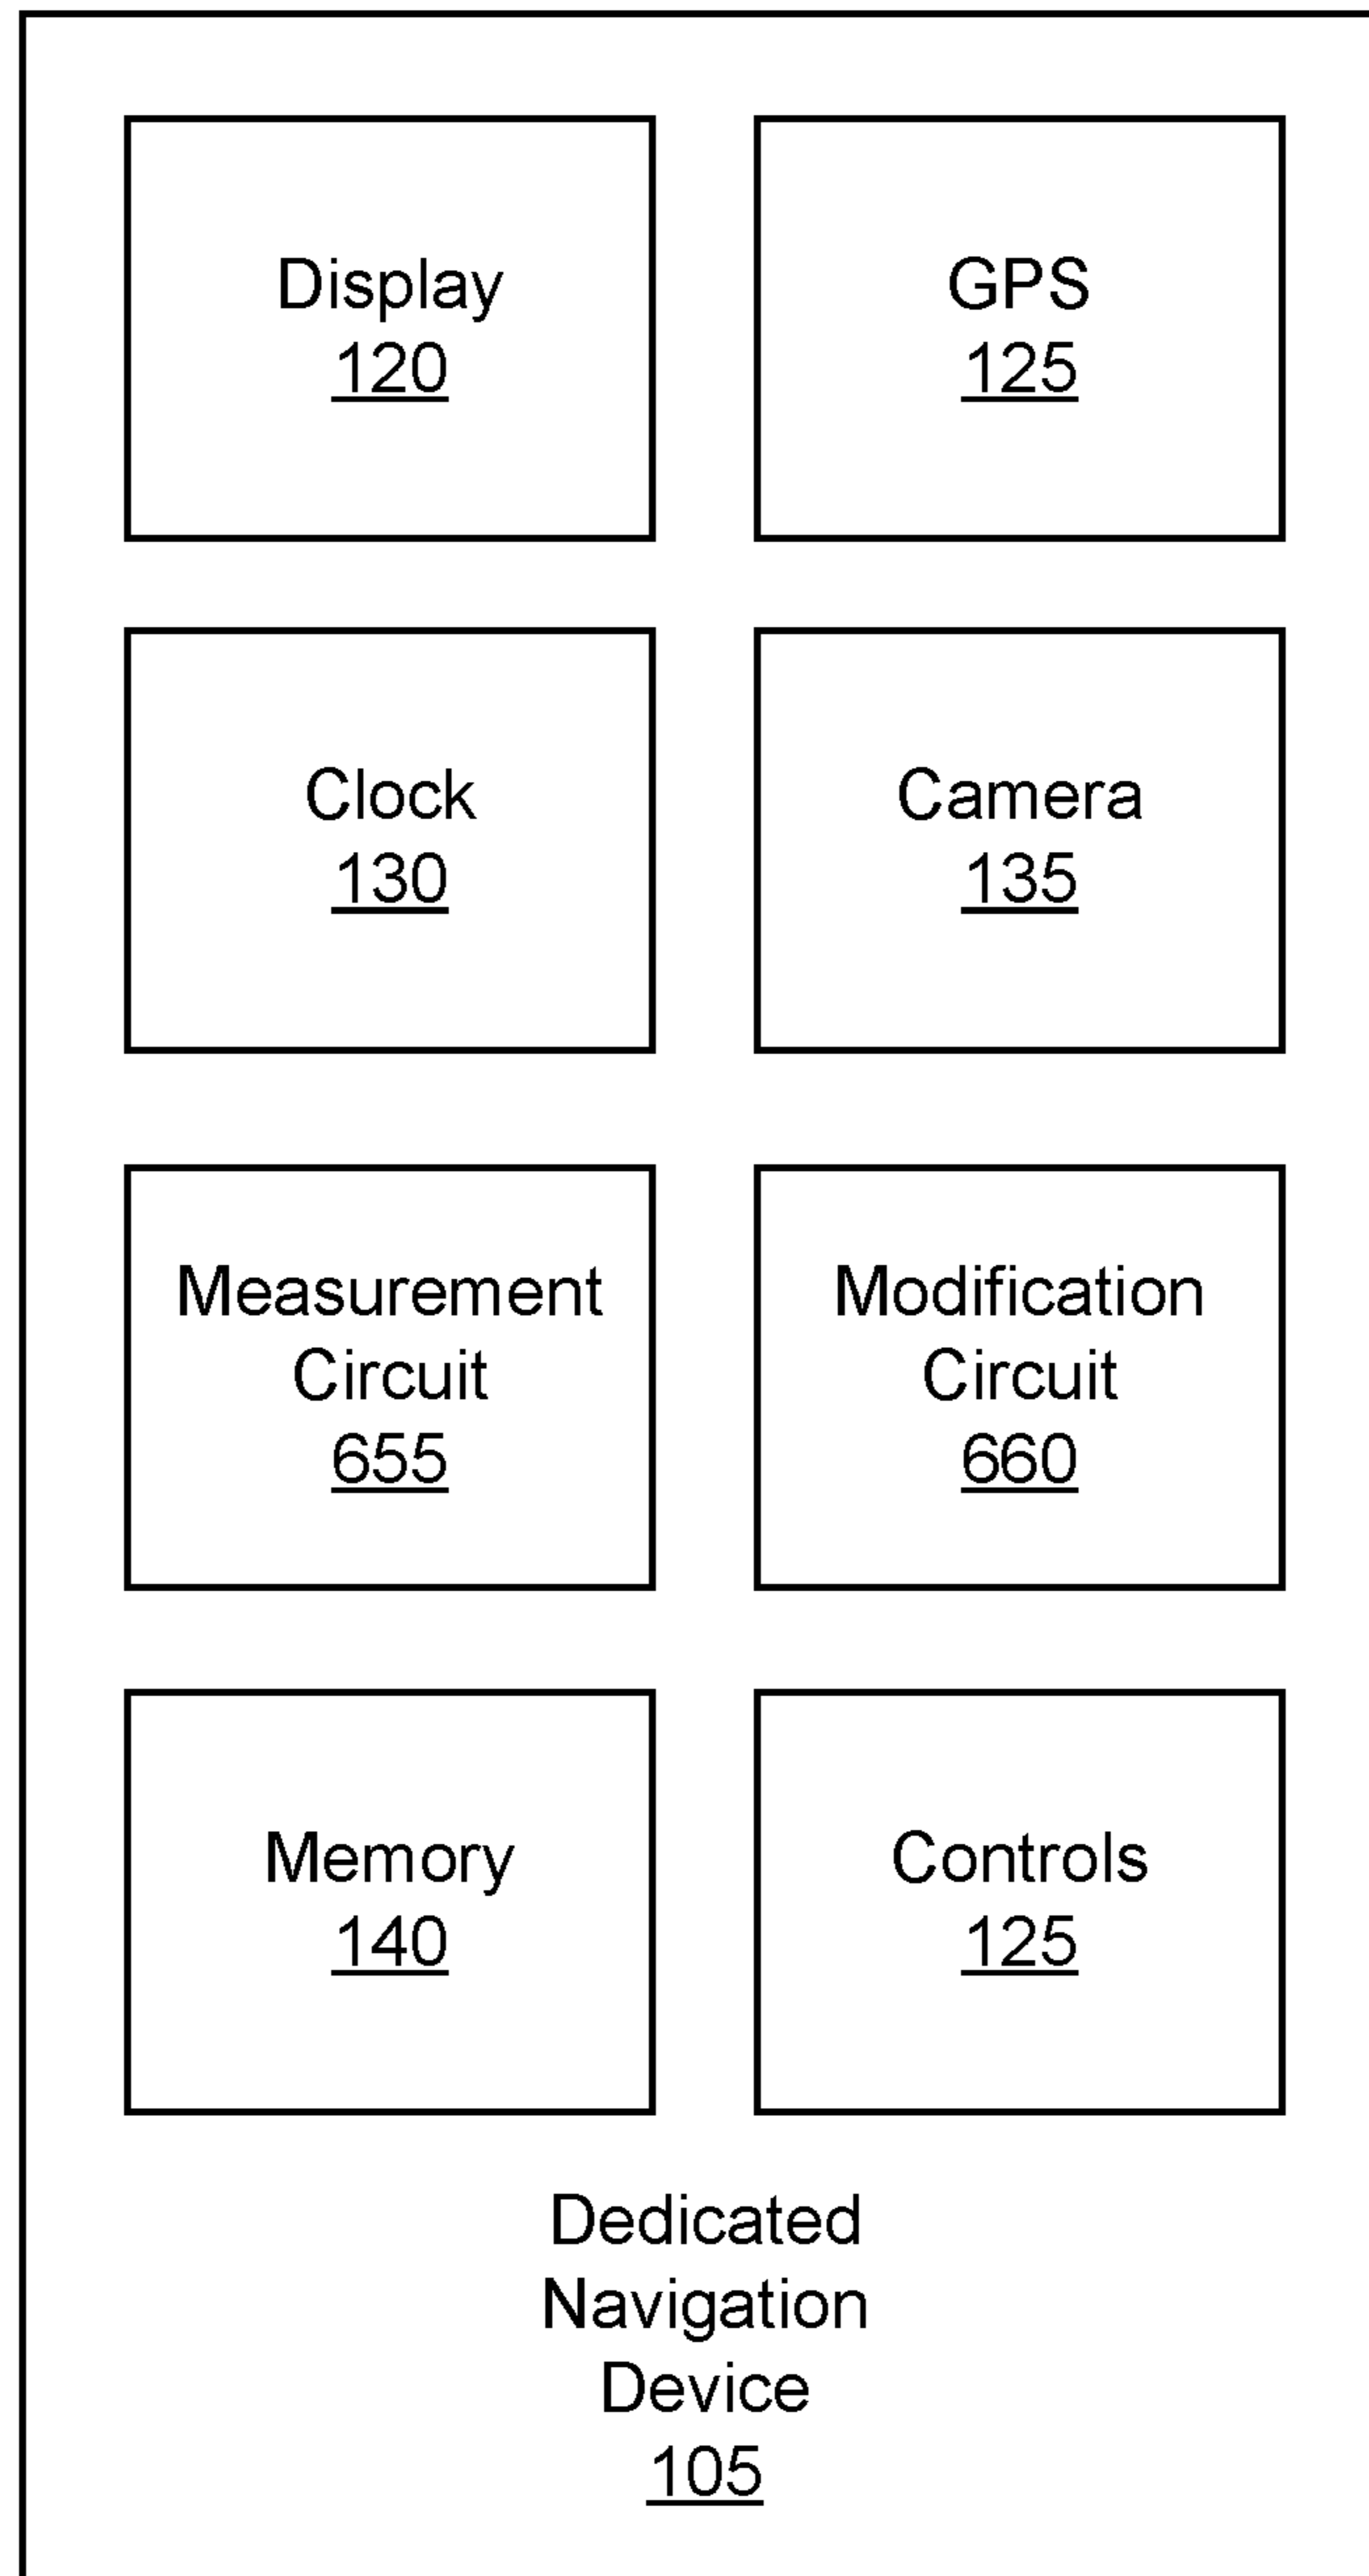 Display
120
GPS
125
Clock
130
Camera
135
Measurement
Circuit
655
Modification
Circuit
660
Memory
140
Controls
125
Dedicated
Navigation
Device
105